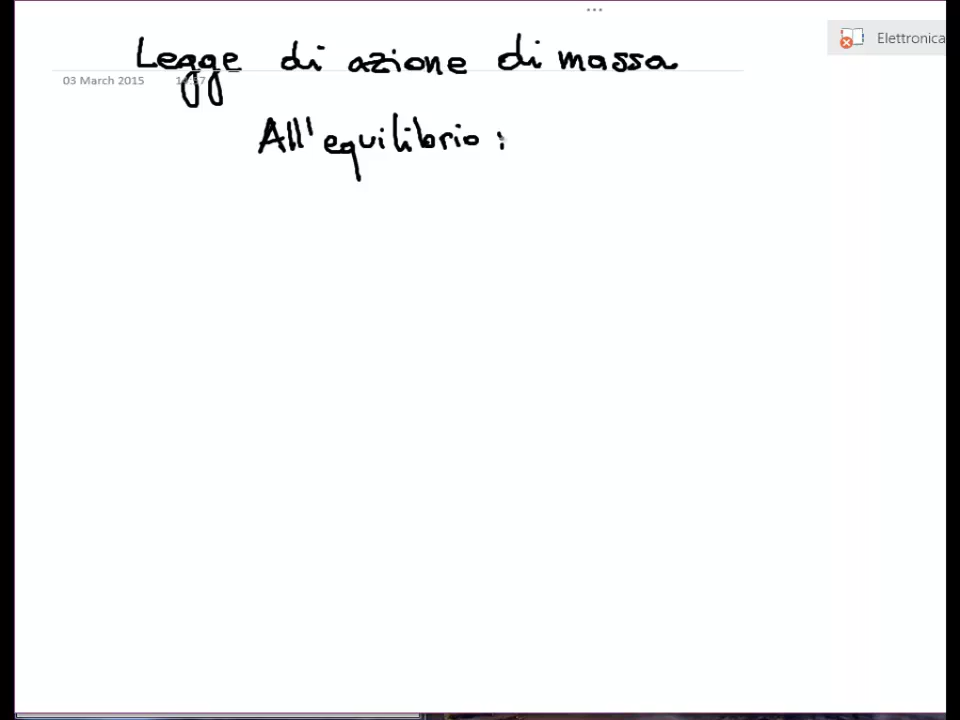 ...
Elettronica
Legge di azione di massa
03 March 2015
All'equilibrio: